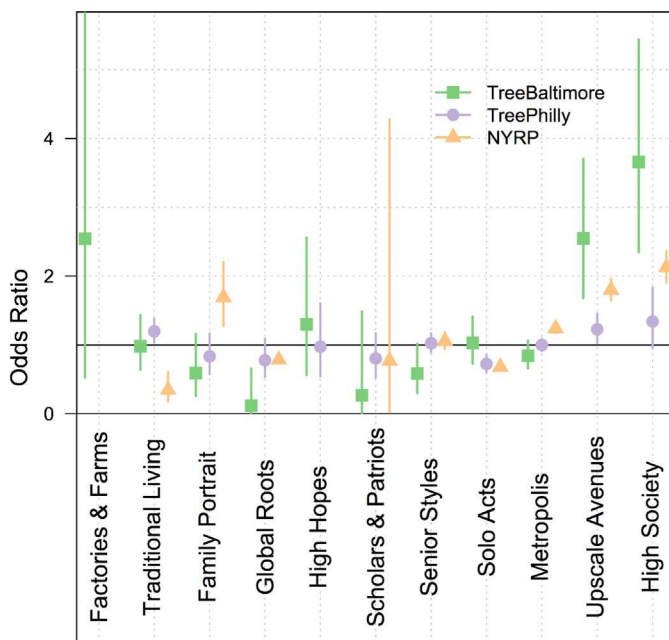 TreeBaltimore
TreePhilly
NYRP
4
2
0
Odds Ratio
Factories & Farms
Traditional Living
Family Portrait
Global Roots
High Hopes
Scholars & Patriots
Senior Styles
Solo Acts
Metropolis
Upscale Avenues
High Society